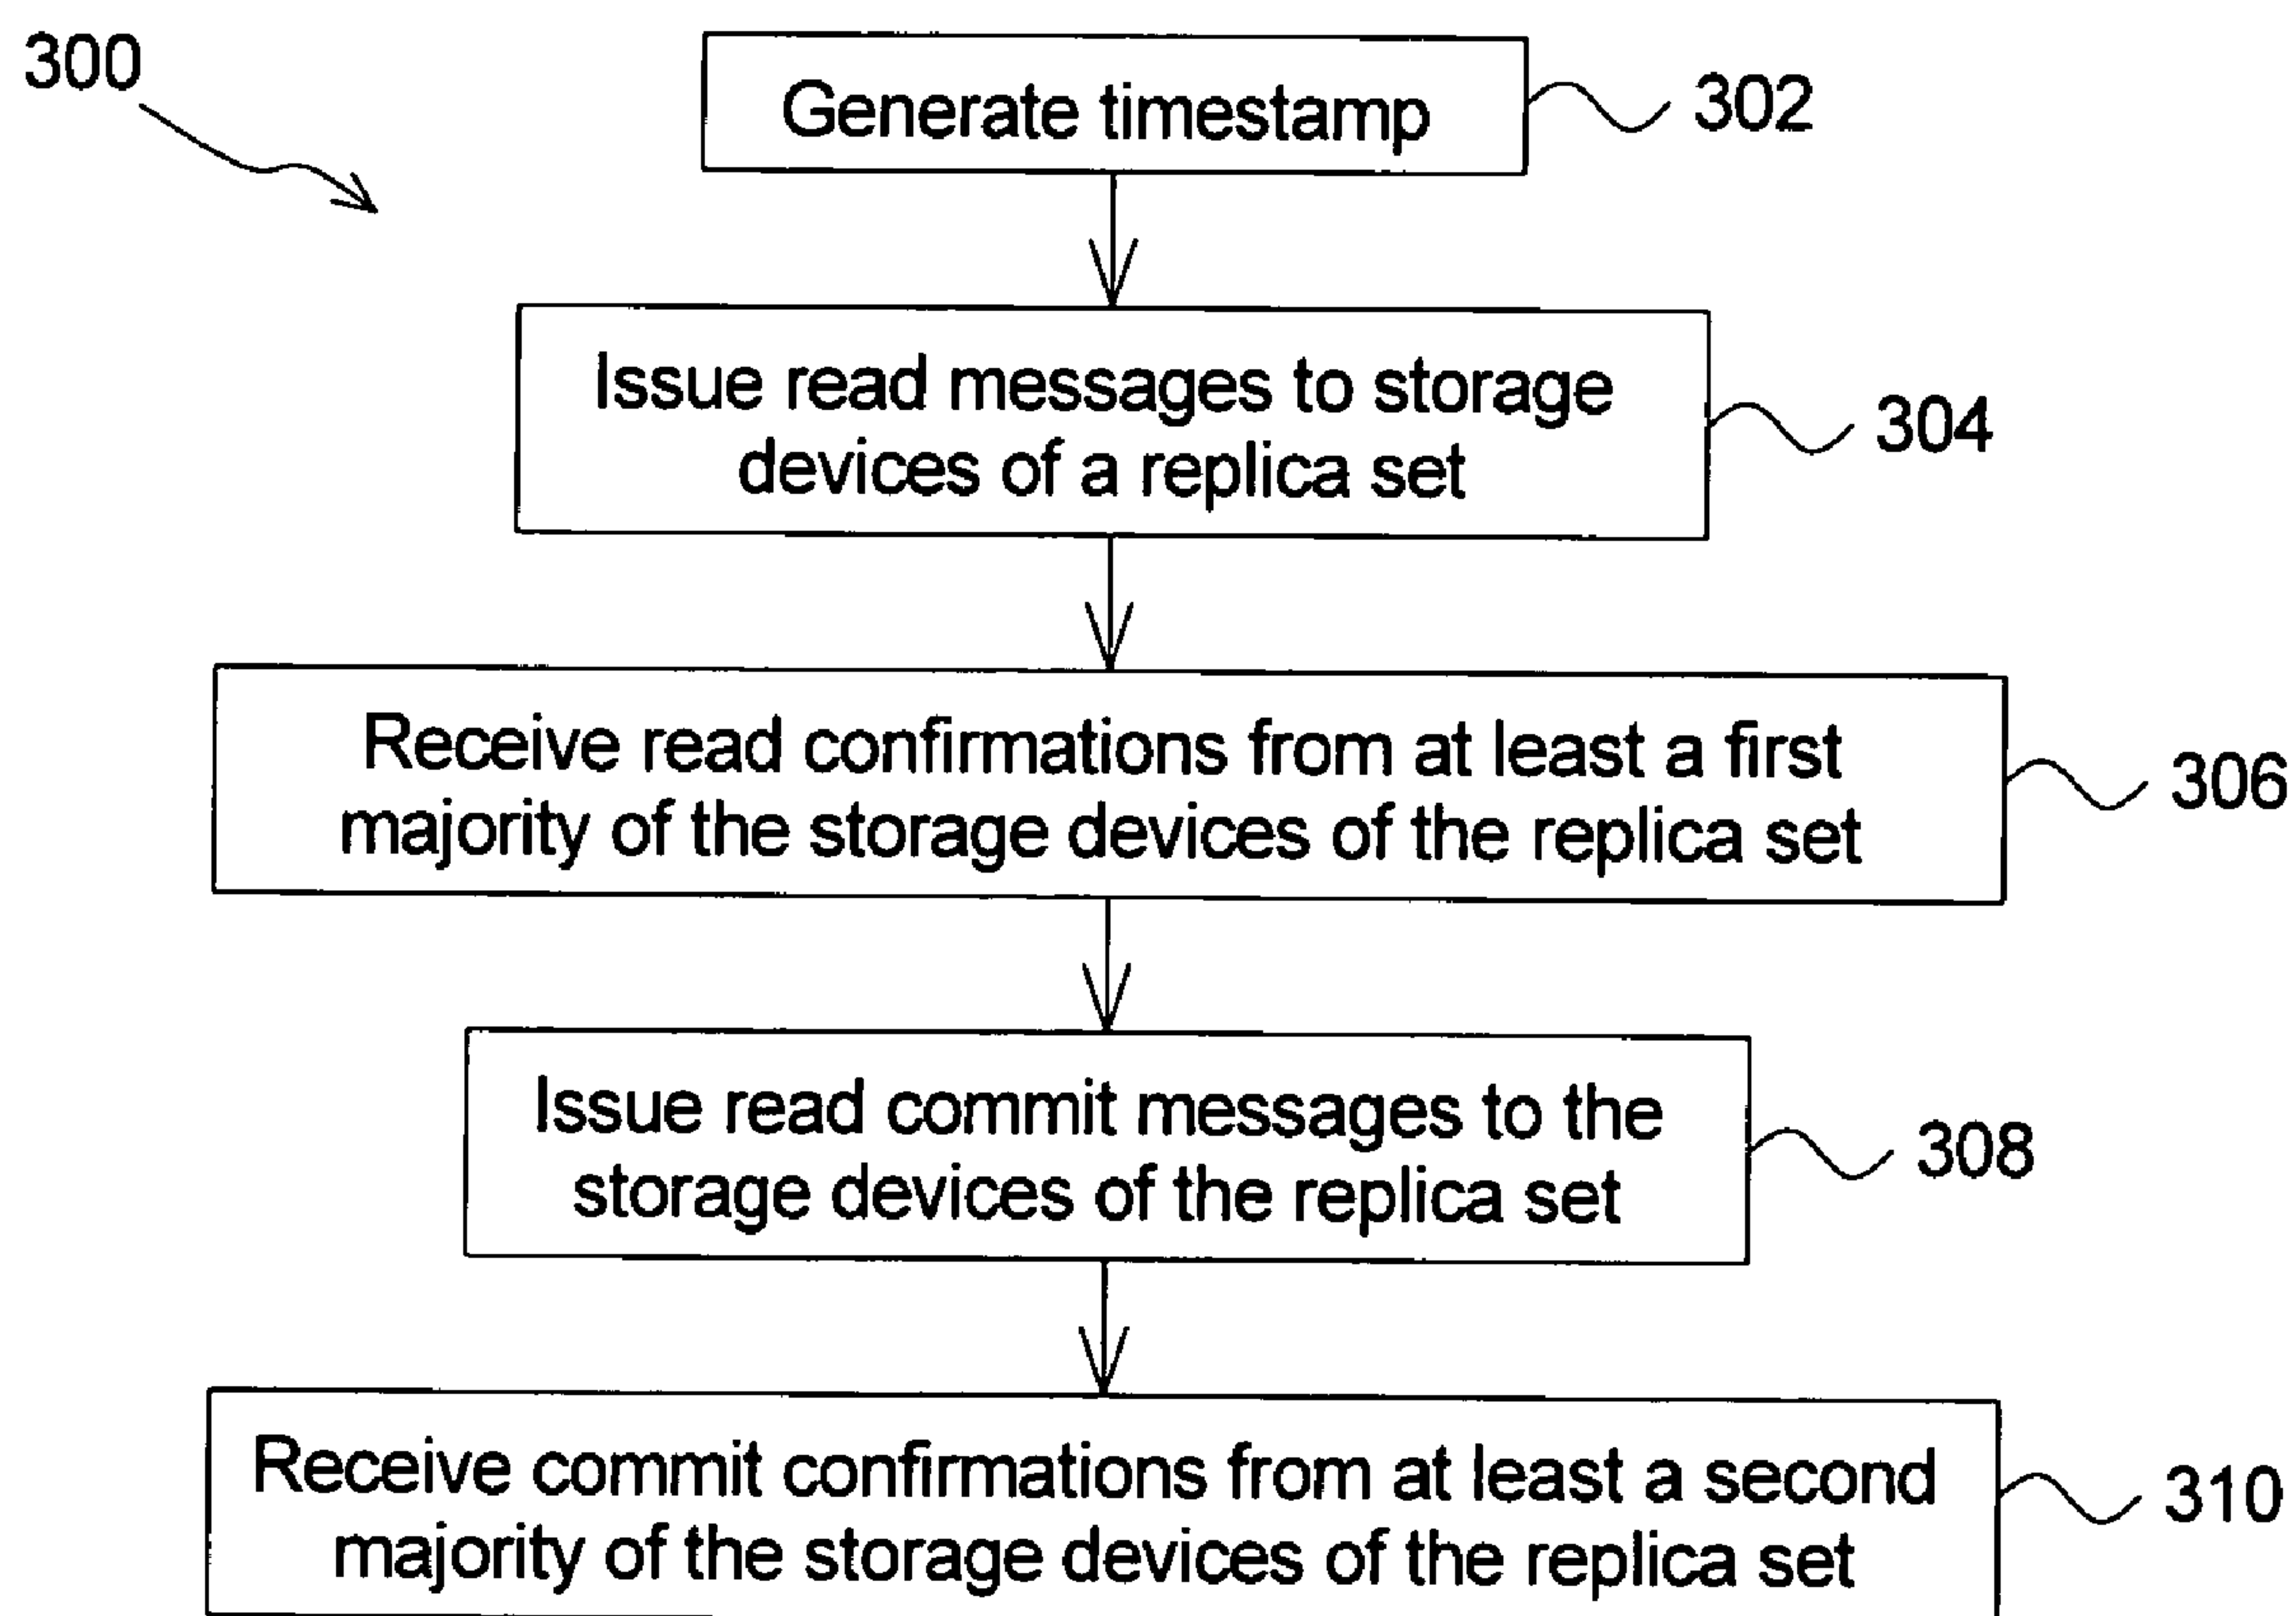 300
Generate timestamp
302
Issue read messages to storage
devices of a replica set
304
Receive read confirmations from at least a first
majority of the storage devices of the replica set
306
Issue read commit messages to the
storage devices of the replica set
308
Receive commit confirmations from at least a second
majority of the storage devices of the replica set
310